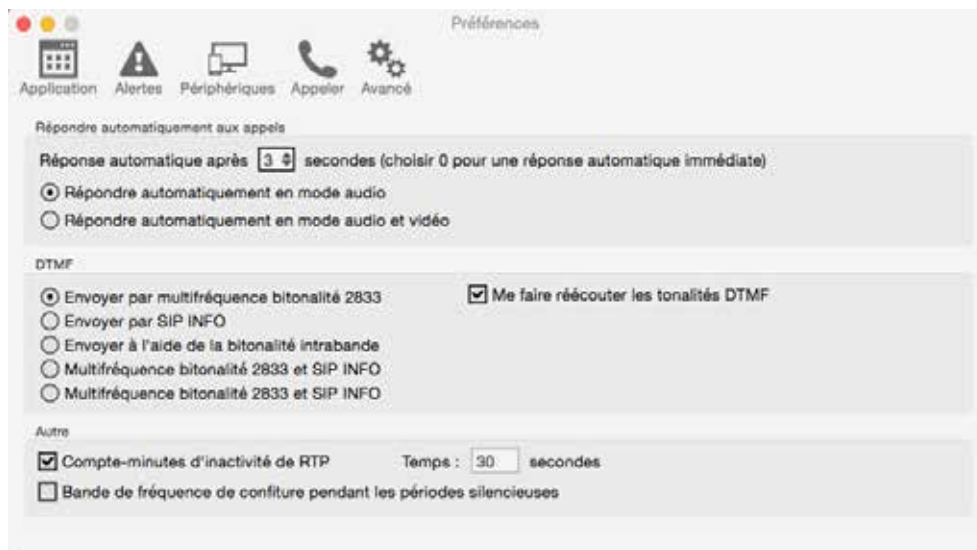 Préférences
Application Alertes Périphériques Appeler Avancé
Répondre automatiquement aux appels
Réponse automatique après 3 secondes (choisir 0 pour une réponse automatique immédiate)
Répondre automatiquement en mode audio
Répondre automatiquement en mode audio et vidéo
DTMF
Envoyer par multifréquence bitonalité 2833 Me faire réécouter les tonalités DTMF
Envoyer par SIP INFO
Envoyer à l'aide de la bitonalité intrabande
Multifréquence bitonalité 2833 et SIP INFO
Multifréquence bitonalité 2833 et SIP INFO
Autre
Compte-minutes d'inactivité de RTP Temps : 30 secondes
Bande de fréquence de confiture pendant les périodes silencieuses